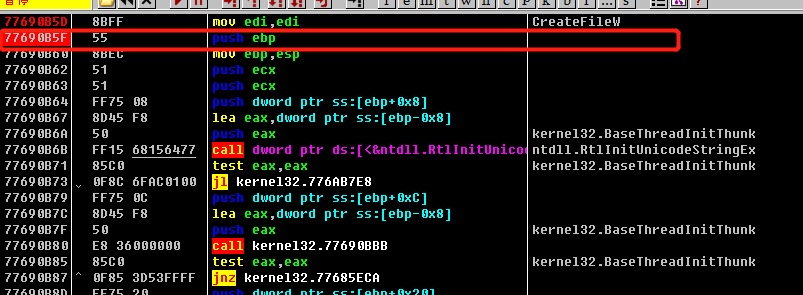 77690B5D 8BFF mov edi,edi CreateFileW
77690B5F 55 push ebp
77690B60 8BEC mov ebp,esp
77690B62 51 push ecx
77690B63 51 push ecx
77690B64 FF75 08 push dword ptr ss:[ebp+0x8]
77690B67 8D45 F8 lea eax,dword ptr ss:[ebp-0x8]
77690B6A 50 push eax kernel32.BaseThreadInitThunk
77690B6B FF15 68156477 call dword ptr ds:[<&ntdll.RtlInitUnico ntdll.RtlInitUnicodeStringEx
77690B71 85C0 test eax,eax kernel32.BaseThreadInitThunk
77690B73 0F8C 6FAC0100 jl kernel32.776AB7E8
77690B79 FF75 0C push dword ptr ss:[ebp+0xC]
77690B7C 8D45 F8 lea eax,dword ptr ss:[ebp-0x8]
77690B7F 50 push eax kernel32.BaseThreadInitThunk
77690B80 E8 36000000 call kernel32.77690BBB
77690B85 85C0 test eax,eax kernel32.BaseThreadInitThunk
77690B87 0F85 3D53FFFF jnz kernel32.77685ECA
77690B8D FF75 20 push dword ptr ss:[ebp+0x20]